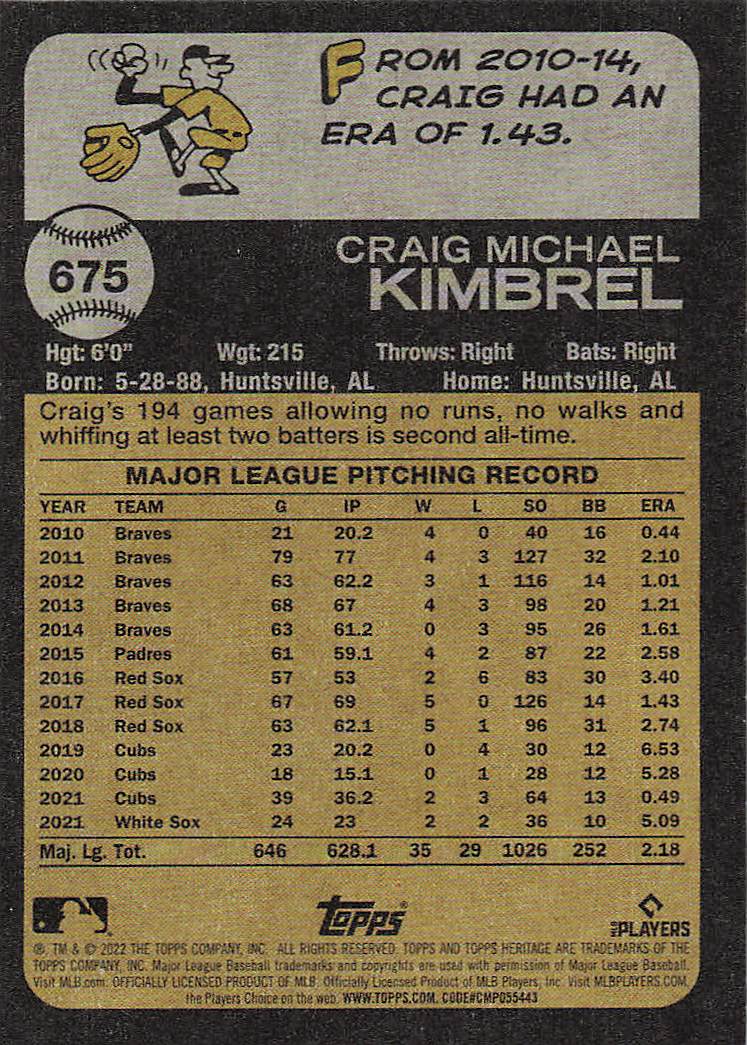 FROM 2010-14,
CRAIG HAD AN
ERA OF 1.43.
675
CRAIG MICHAEL
KIMBREL
Hgt: 6'0" Wgt: 215 Throws: Right Bats: Right
Born: 5-28-88, Huntsville, AL Home: Huntsville, AL
Craig's 194 games allowing no runs, no walks and
whiffing at least two batters is second all-time.
MAJOR LEAGUE PITCHING RECORD
YEAR TEAM G IP W L SO BB ERA
2010 Braves 21 20.2 4 0 40 16 0.44
2011 Braves 79 77 4 3 127 32 2.10
2012 Braves 63 62.2 3 1 116 14 1.01
2013 Braves 68 67 4 3 98 20 1.21
2014 Braves 63 61.2 0 3 95 26 1.61
2015 Padres 61 59.1 4 2 87 22 2.58
2016 Red Sox 57 53 2 6 83 30 3.40
2017 Red Sox 67 69 5 0 126 14 1.43
2018 Red Sox 63 62.1 5 1 96 31 2.74
2019 Cubs 23 20.2 0 4 30 12 6.53
2020 Cubs 18 15.1 0 1 28 12 5.28
2021 Cubs 39 36.2 2 3 64 13 0.49
2021 White Sox 24 23 2 2 36 10 5.09
Maj. Lg. Tot. 646 628.1 35 29 1026 252 2.18
Topps®
MLB PLAYERS
®, TM & © 2022 THE TOPPS COMPANY, INC. ALL RIGHTS RESERVED. TOPPS AND TOPPS HERITAGE ARE TRADEMARKS OF THE
TOPPS COMPANY, INC. Major League Baseball trademarks and copyrights are used with permission of Major League Baseball.
Visit MLB.com. OFFICIALLY LICENSED PRODUCT OF MLB. Officially Licensed Product of MLB Players, Inc. Visit MLBPLAYERS.COM,
the Players Choice on the web. WWW.TOPPS.COM. CODE#CMP055443